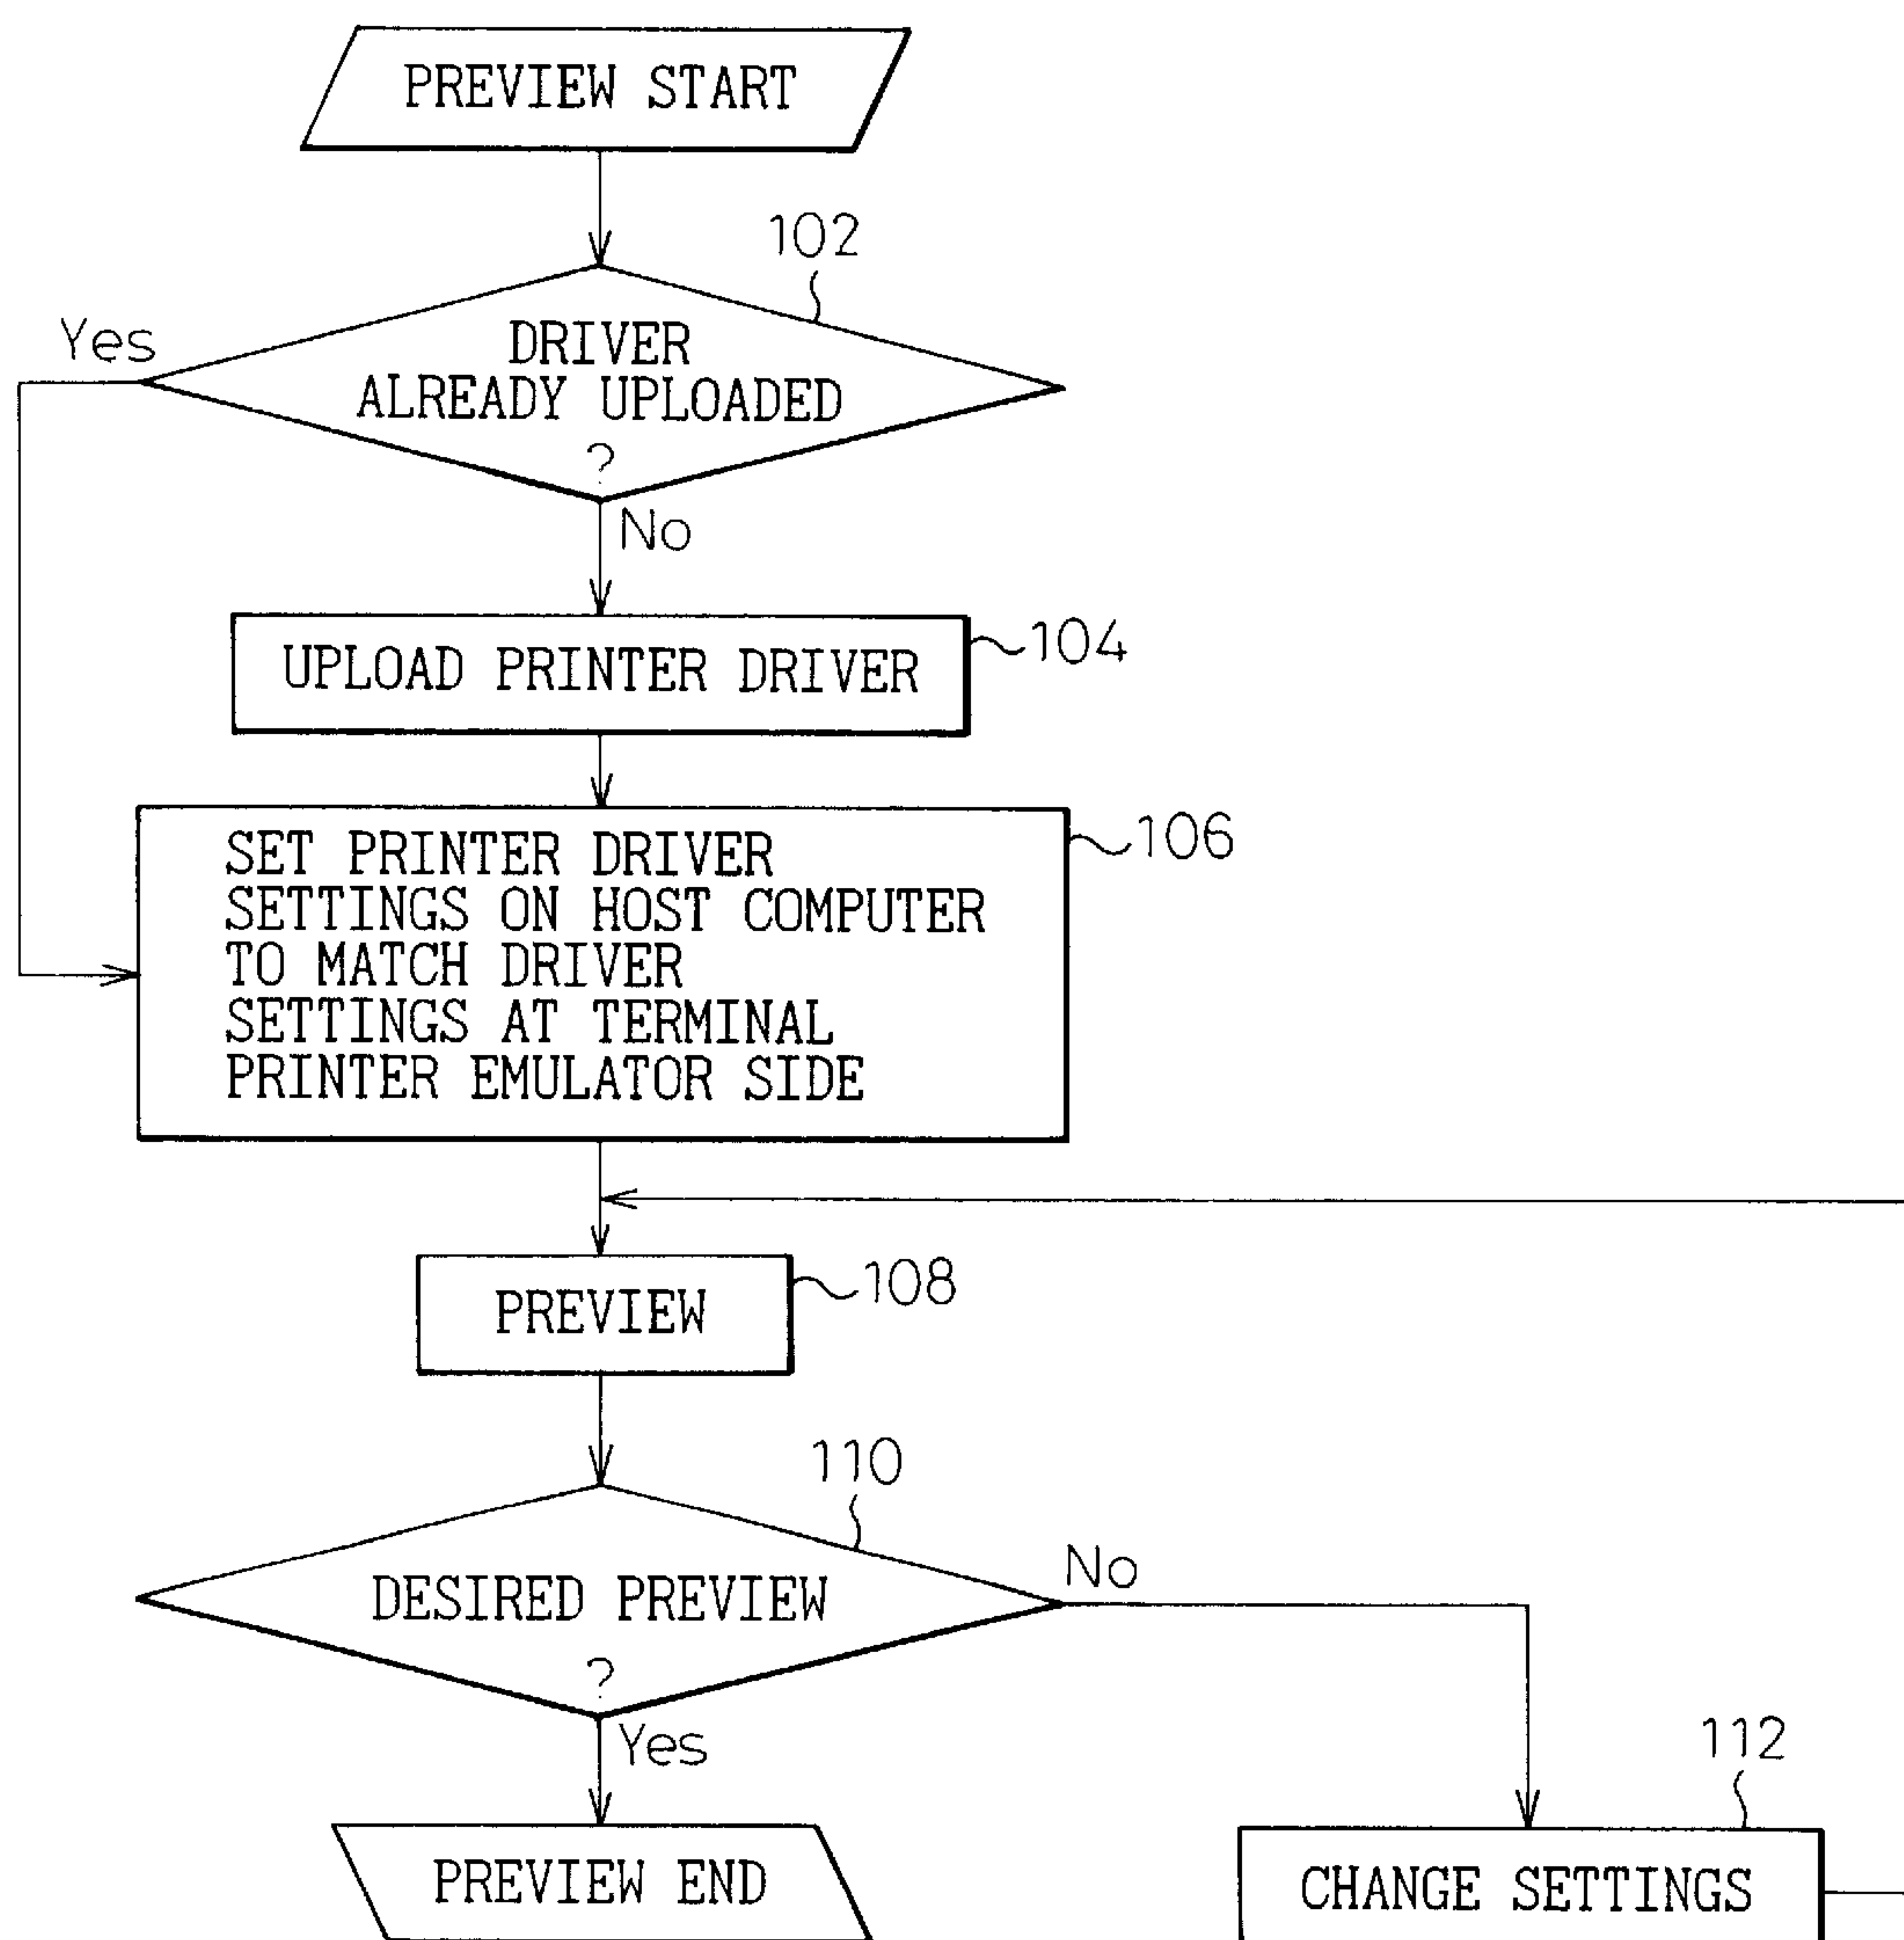 PREVIEW START
102
Yes
DRIVER
ALREADY UPLOADED
?
No
UPLOAD PRINTER DRIVER
104
SET PRINTER DRIVER
SETTINGS ON HOST COMPUTER
TO MATCH DRIVER
SETTINGS AT TERMINAL
PRINTER EMULATOR SIDE
106
PREVIEW
108
110
DESIRED PREVIEW
?
No
Yes
112
PREVIEW END
CHANGE SETTINGS